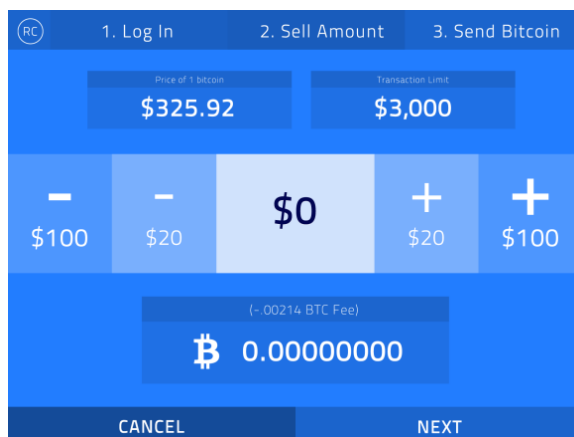 RC 1. Log In 2. Sell Amount 3. Send Bitcoin
Price of 1 bitcoin Transaction Limit
$325.92 $3,000
- - $0 + +
$100 $20 $20 $100
(-.00214 BTC Fee)
₿ 0.00000000
CANCEL NEXT